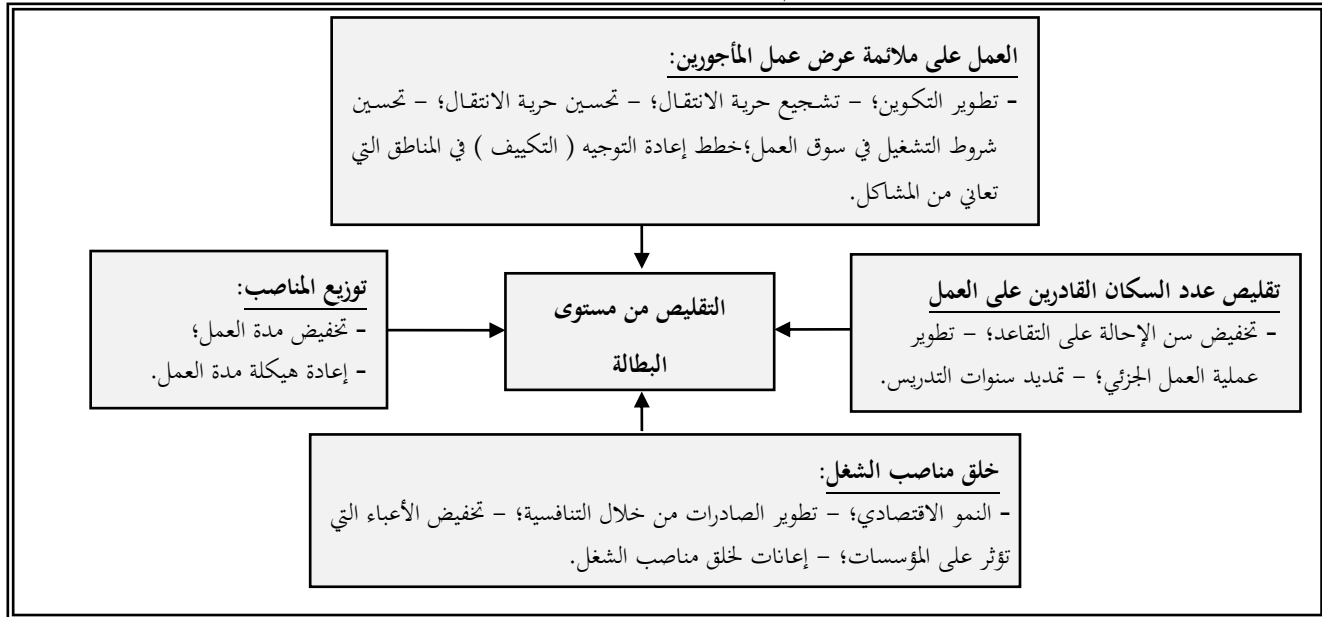 العمل على ملائمة عرض عمل المأجورين:
- تطوير التكوين؛ – تشجيع حرية الانتقال؛ – تحسين حرية الانتقال؛ – تحسين
شروط التشغيل في سوق العمل؛خطط إعادة التوجيه ( التكييف ) في المناطق التي
تعاني من المشاكل.
تقليص عدد السكان القادرين على العمل
- تخفيض سن الإحالة على التقاعد؛ – تطوير
عملية العمل الجزئي؛ – تمديد سنوات التدريس.
التقليص من مستوى
البطالة
توزيع المناصب:
- تخفيض مدة العمل؛
- إعادة هيكلة مدة العمل.
خلق مناصب الشغل:
- النمو الاقتصادي؛ – تطوير الصادرات من خلال التنافسية؛ – تخفيض الأعباء التي
تؤثر على المؤسسات؛ – إعانات لخلق مناصب الشغل.